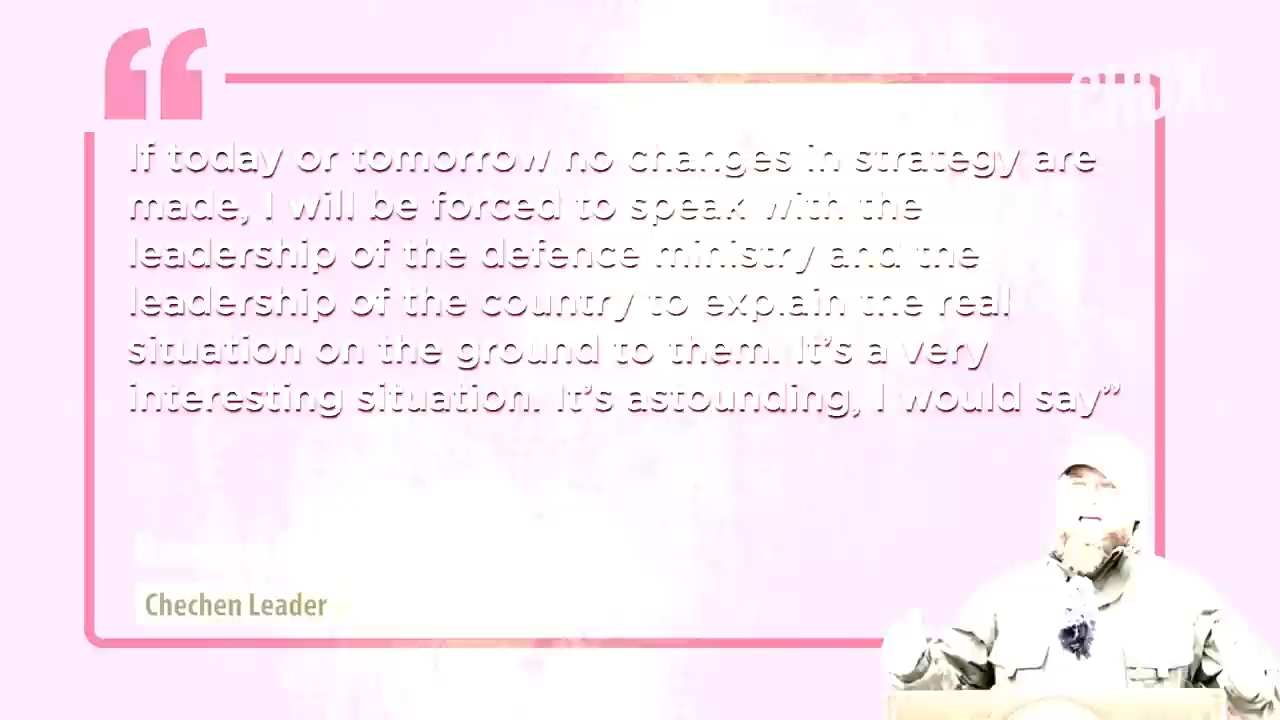 CRUX
If today or tomorrow no changes in strategy are
made, I will be forced to speak with the
leadership of the defence ministry and the
leadership of the country to explain the real
situation on the ground to them. It's a very
interesting situation. It's astounding, I would say”
Chechen Leader